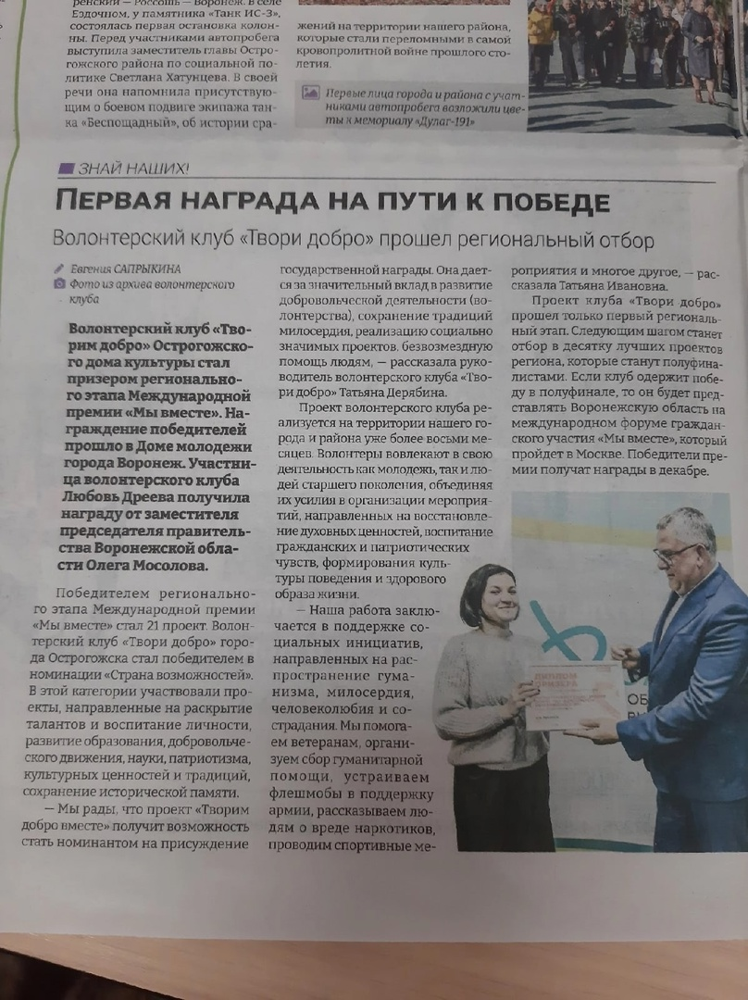 ренский — Россошь — Воронеж. В селе
Ездочном, у памятника «Танк ИС-3»,
состоялась первая остановка колон-
ны. Перед участниками автопробега
выступила заместитель главы Остро-
гожского района по социальной по-
литике Светлана Хатунцева. В своей
речи она напомнила присутствую-
щим о боевом подвиге экипажа тан-
ка «Беспощадный», об истории сра-
жений на территории нашего района,
которые стали переломными в самой
кровопролитной войне прошлого сто-
летия.
Первые лица города и района с участ-
никами автопробега возложили цве-
ты к мемориалу «Дулаг-191»
ЗНАЙ НАШИХ!
ПЕРВАЯ НАГРАДА НА ПУТИ К ПОБЕДЕ
Волонтерский клуб «Твори добро» прошел региональный отбор
Евгения САПРЫКИНА
Фото из архива волонтерского
клуба
Волонтерский клуб «Тво-
рим добро» Острогожско-
го дома культуры стал
призером регионально-
го этапа Международной
премии «Мы вместе». На-
граждение победителей
прошло в Доме молодежи
города Воронеж. Участни-
ца волонтерского клуба
Любовь Дреева получила
награду от заместителя
председателя правитель-
ства Воронежской обла-
сти Олега Мосолова.
Победителем регионально-
го этапа Международной премии
«Мы вместе» стал 21 проект. Волон-
терский клуб «Твори добро» горо-
да Острогожска стал победителем в
номинации «Страна возможностей».
В этой категории участвовали про-
екты, направленные на раскрытие
талантов и воспитание личности,
развитие образования, добровольче-
ского движения, науки, патриотизма,
культурных ценностей и традиций,
сохранение исторической памяти.
— Мы рады, что проект «Творим
добро вместе» получит возможность
стать номинантом на присуждение
государственной награды. Она дает-
ся за значительный вклад в развитие
добровольческой деятельности (во-
лонтерства), сохранение традиций
милосердия, реализацию социально
значимых проектов, безвозмездную
помощь людям, — рассказала руко-
водитель волонтерского клуба «Тво-
ри добро» Татьяна Дерябина.
Проект волонтерского клуба ре-
ализуется на территории нашего го-
рода и района уже более восьми ме-
сяцев. Волонтеры вовлекают в свою
деятельность как молодежь, так и лю-
дей старшего поколения, объединяя
их усилия в организации мероприя-
тий, направленных на восстановле-
ние духовных ценностей, воспитание
гражданских и патриотических
чувств, формирования куль-
туры поведения и здорового
образа жизни.
— Наша работа заклю-
чается в поддержке со-
циальных инициатив,
направленных на рас-
пространение гума-
низма, милосердия,
человеколюбия и со-
страдания. Мы помога-
ем ветеранам, органи-
зуем сбор гуманитарной
помощи, устраиваем
флешмобы в поддержку
армии, рассказываем лю-
дям о вреде наркотиков,
проводим спортивные ме-
роприятия и многое другое, — рас-
сказала Татьяна Ивановна.
Проект клуба «Твори добро»
прошел только первый региональ-
ный этап. Следующим шагом станет
отбор в десятку лучших проектов
региона, которые станут полуфина-
листами. Если клуб одержит побе-
ду в полуфинале, то он будет пред-
ставлять Воронежскую область на
международном форуме граждан-
ского участия «Мы вместе», который
пройдет в Москве. Победители пре-
мии получат награды в декабре.
ДИПЛОМ
ОБ